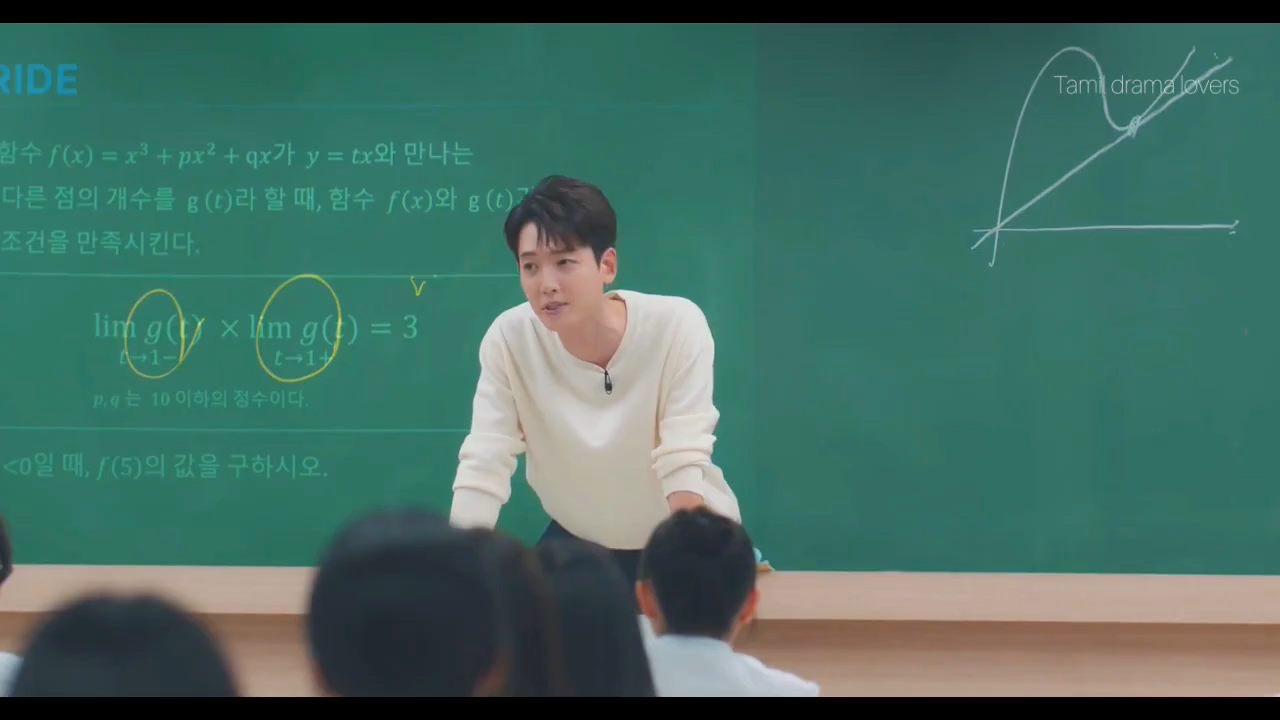 RIDE
Tamil drama lovers
함수 f(x) = x³ + px² + qx가 y = tx와 만나는
다른 점의 개수를 g (t)라 할 때, 함수 f(x)와 g (t)
조건을 만족시킨다.
lim g(t) × lim g(t) = 3
t→1− t→1+
p, q 는 10 이하의 정수이다.
<0일 때, f(5)의 값을 구하시오.